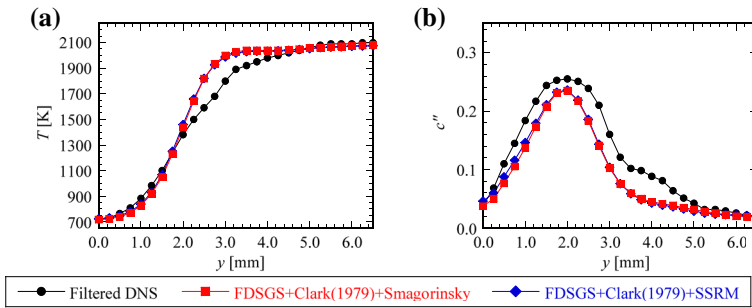 (a)
2100
1900
1700
1500
1300
1100
900
700
T [K]
0.0 1.0 2.0 3.0 4.0 5.0 6.0
y [mm]
(b)
0.3
0.2
0.1
0.0
c″
0.0 1.0 2.0 3.0 4.0 5.0 6.0
y [mm]
Filtered DNS FDSGS+Clark(1979)+Smagorinsky FDSGS+Clark(1979)+SSRM